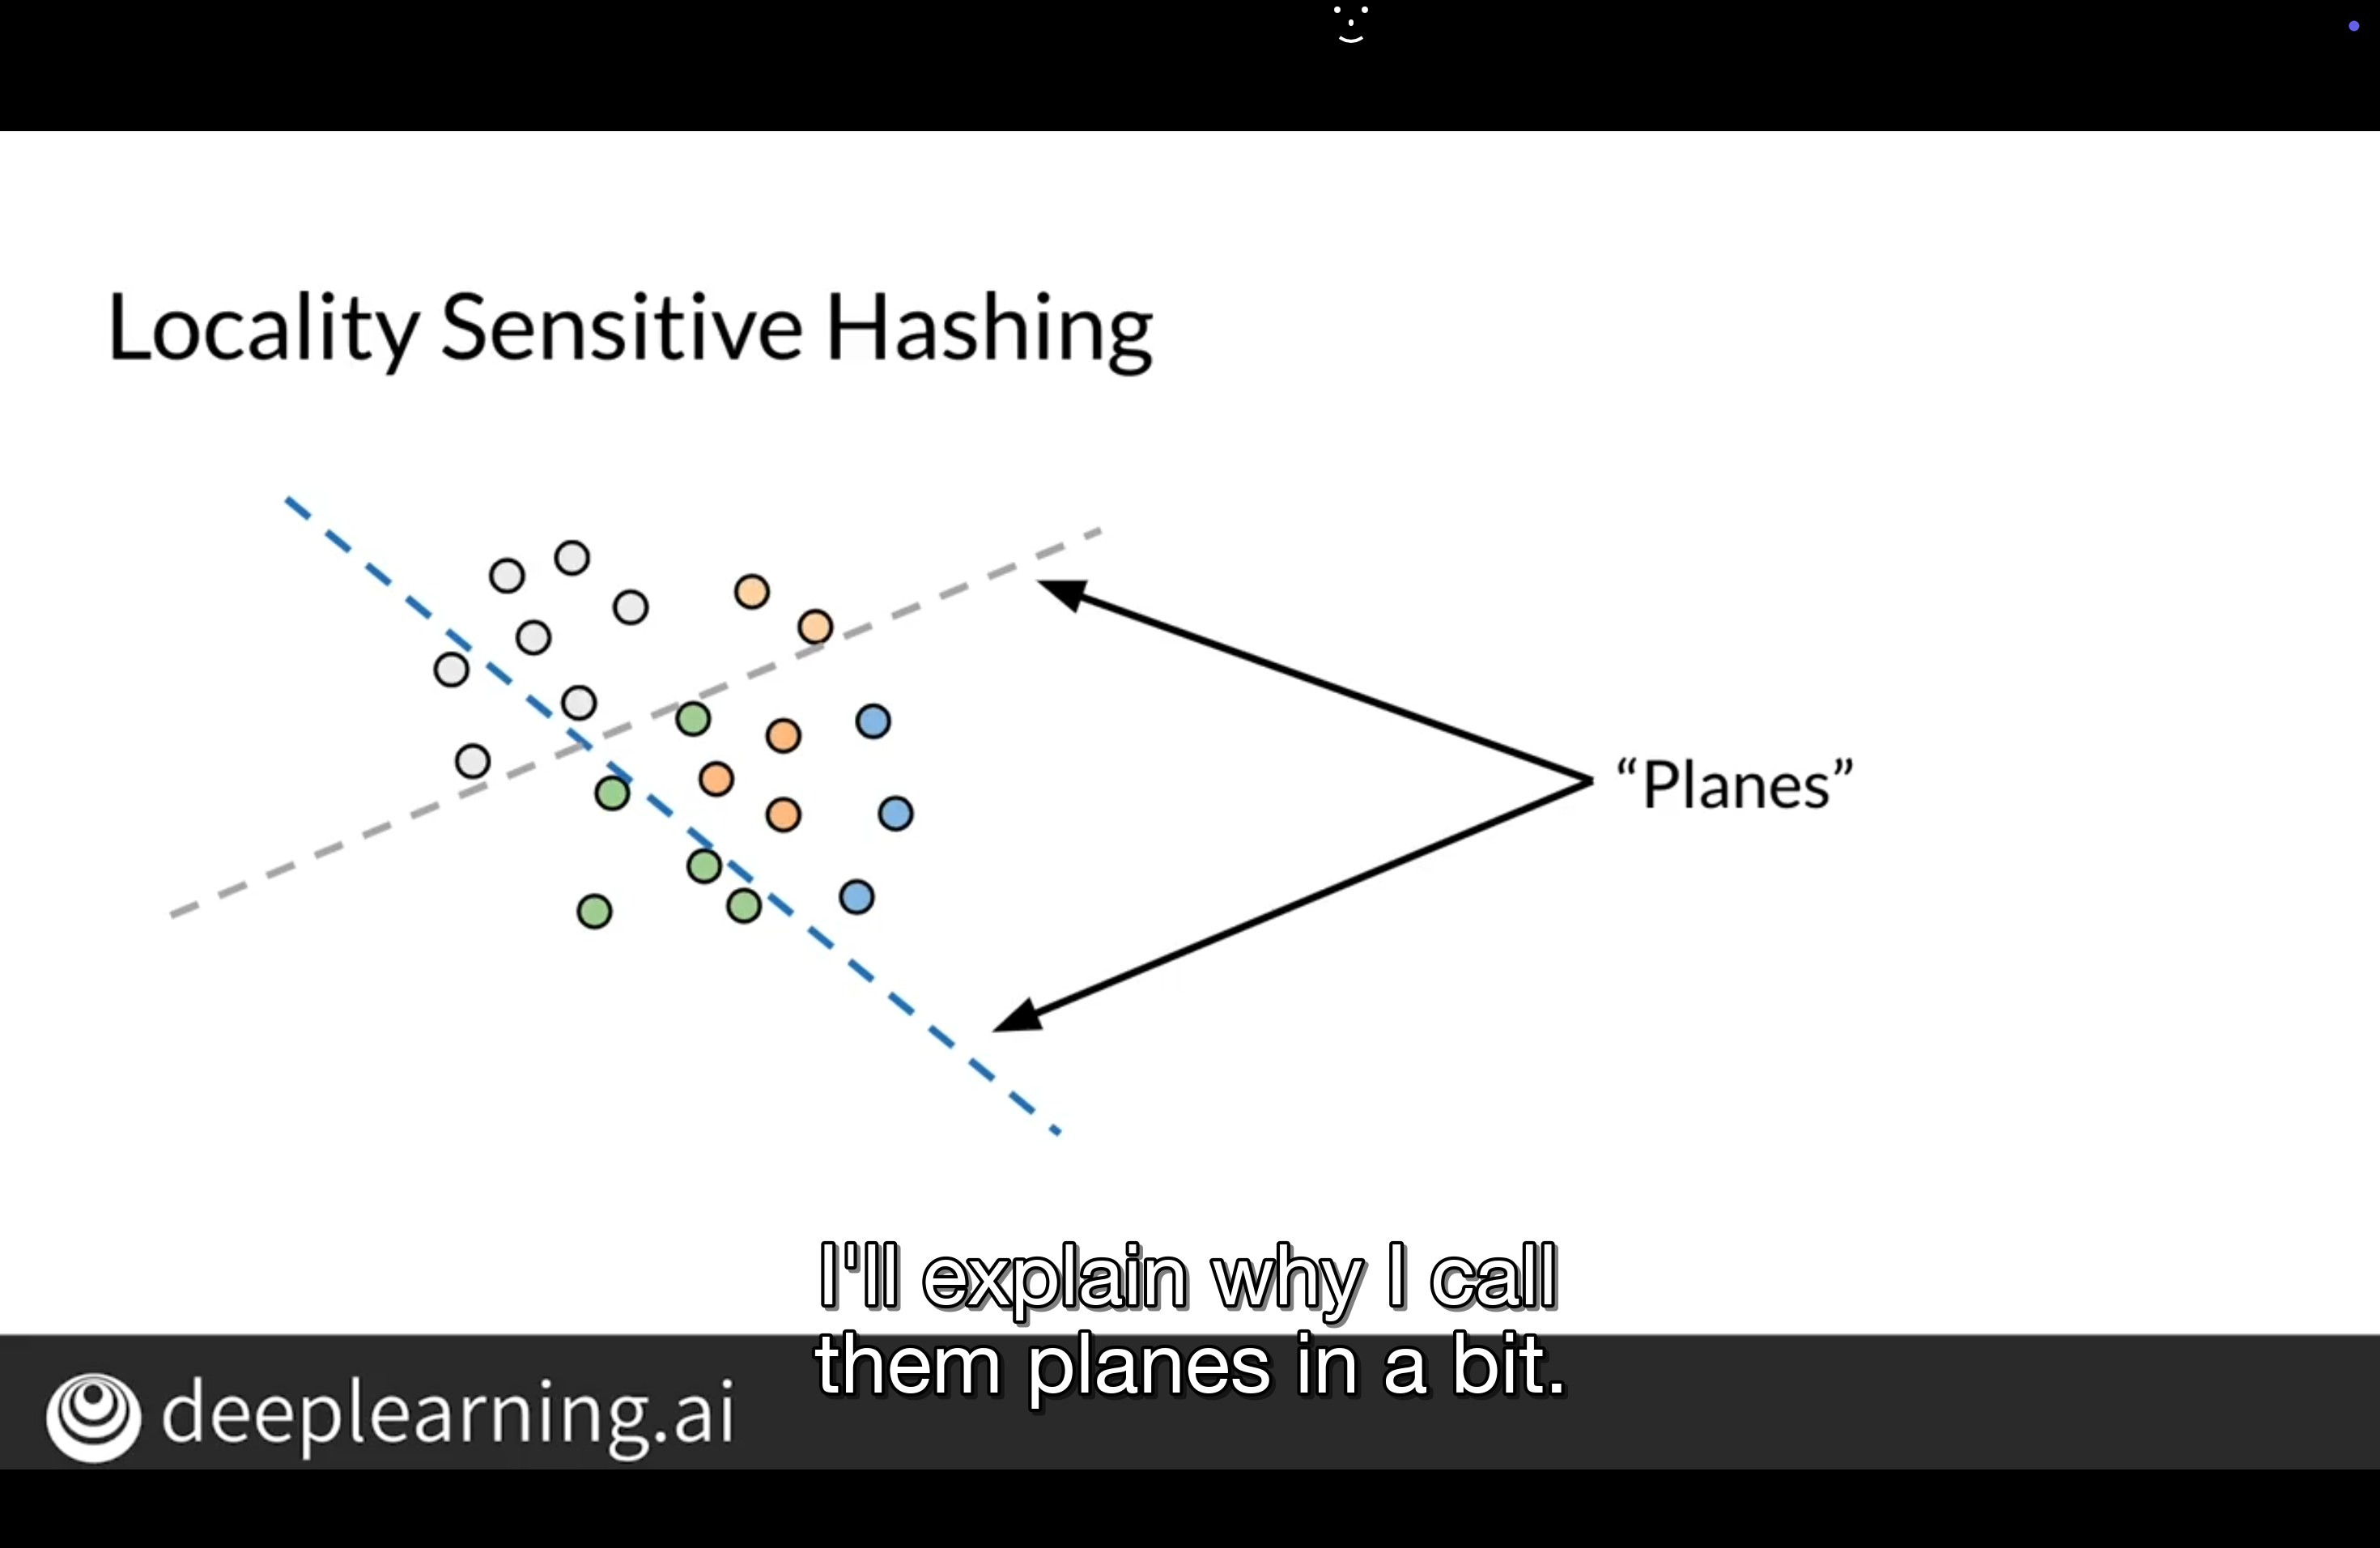 Locality Sensitive Hashing
“Planes”
I'll explain why I call
them planes in a bit.
deeplearning.ai